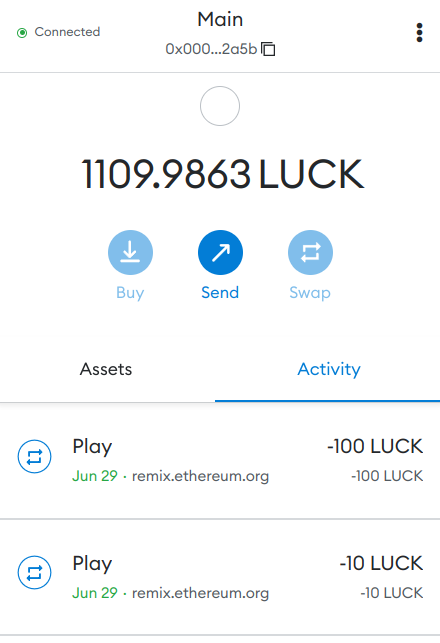 Main
Connected
0x000...2a5b
1109.9863 LUCK
Buy Send Swap
Assets Activity
Play -100 LUCK
Jun 29 · remix.ethereum.org -100 LUCK
Play -10 LUCK
Jun 29 · remix.ethereum.org -10 LUCK